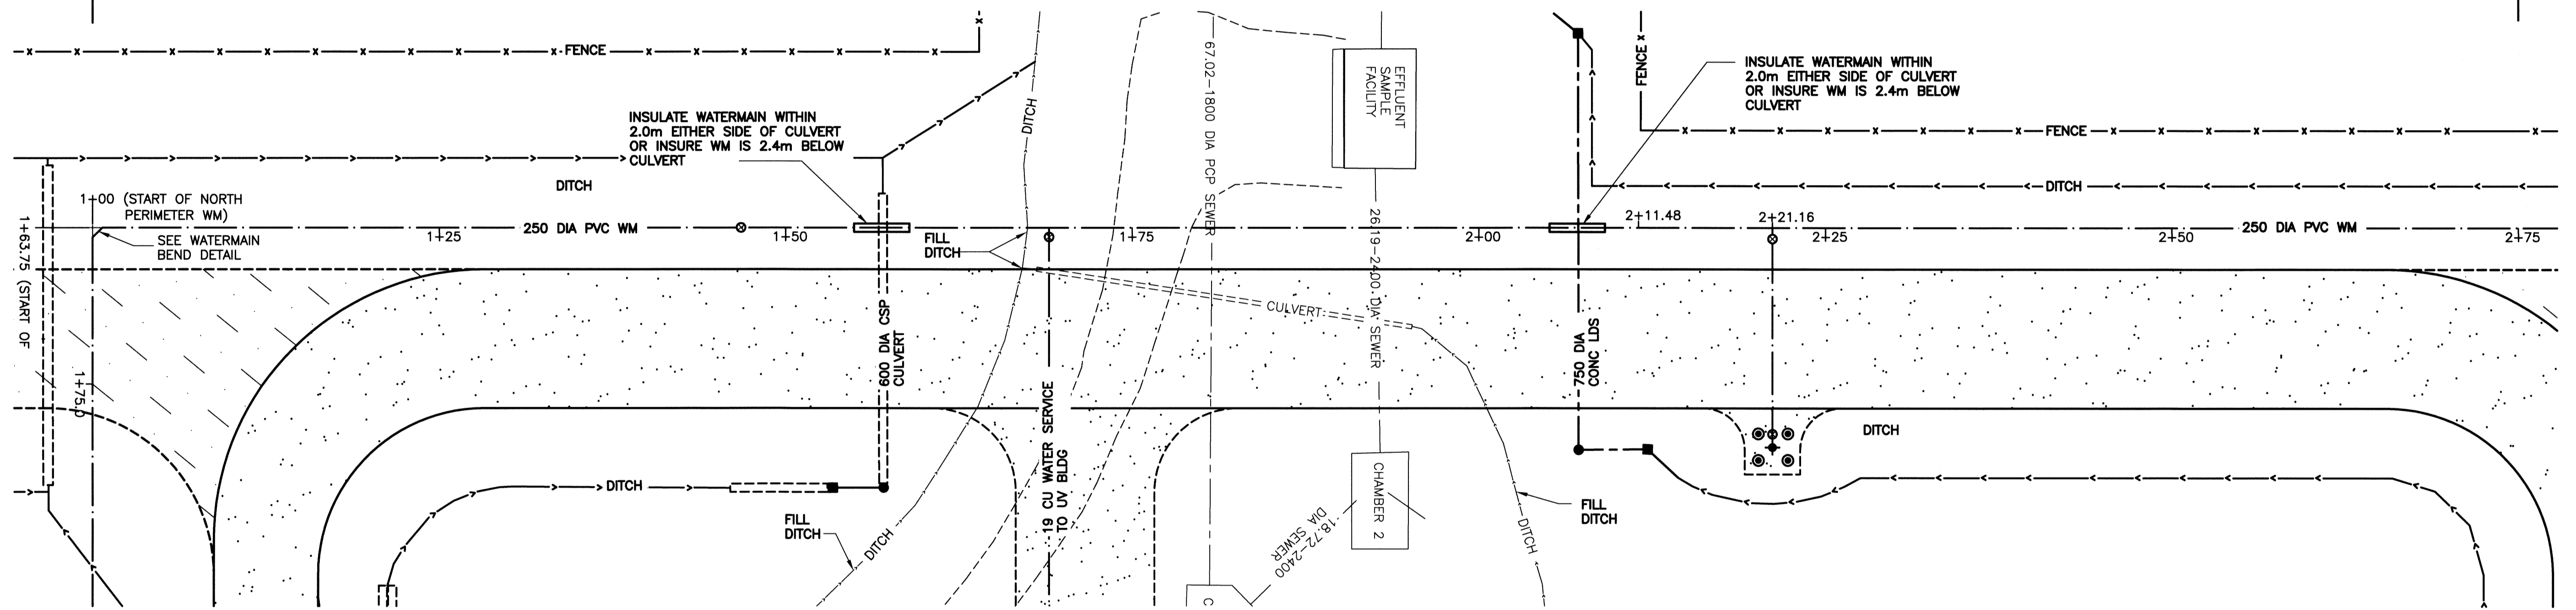 FENCE
INSULATE WATERMAIN WITHIN
2.0m EITHER SIDE OF CULVERT
OR INSURE WM IS 2.4m BELOW
CULVERT
DITCH
1+00 (START OF NORTH
PERIMETER WM)
SEE WATERMAIN
BEND DETAIL
1+63.75 (START OF
1+75.0
1+25
250 DIA PVC WM
1+50
600 DIA CSP
CULVERT
DITCH
FILL
DITCH
DITCH
FILL
DITCH
DITCH
19 CU WATER SERVICE
TO UV BLDG
1+75
67.02-1800 DIA PCP SEWER
EFFLUENT
SAMPLE
FACILITY
26.19-2400 DIA SEWER
CULVERT
CHAMBER 2
18.72-2400
DIA SEWER
C
2+00
750 DIA
CONC LDS
FILL
DITCH
DITCH
FENCE
INSULATE WATERMAIN WITHIN
2.0m EITHER SIDE OF CULVERT
OR INSURE WM IS 2.4m BELOW
CULVERT
FENCE
DITCH
2+11.48
2+21.16
2+25
2+50
250 DIA PVC WM
2+75
DITCH